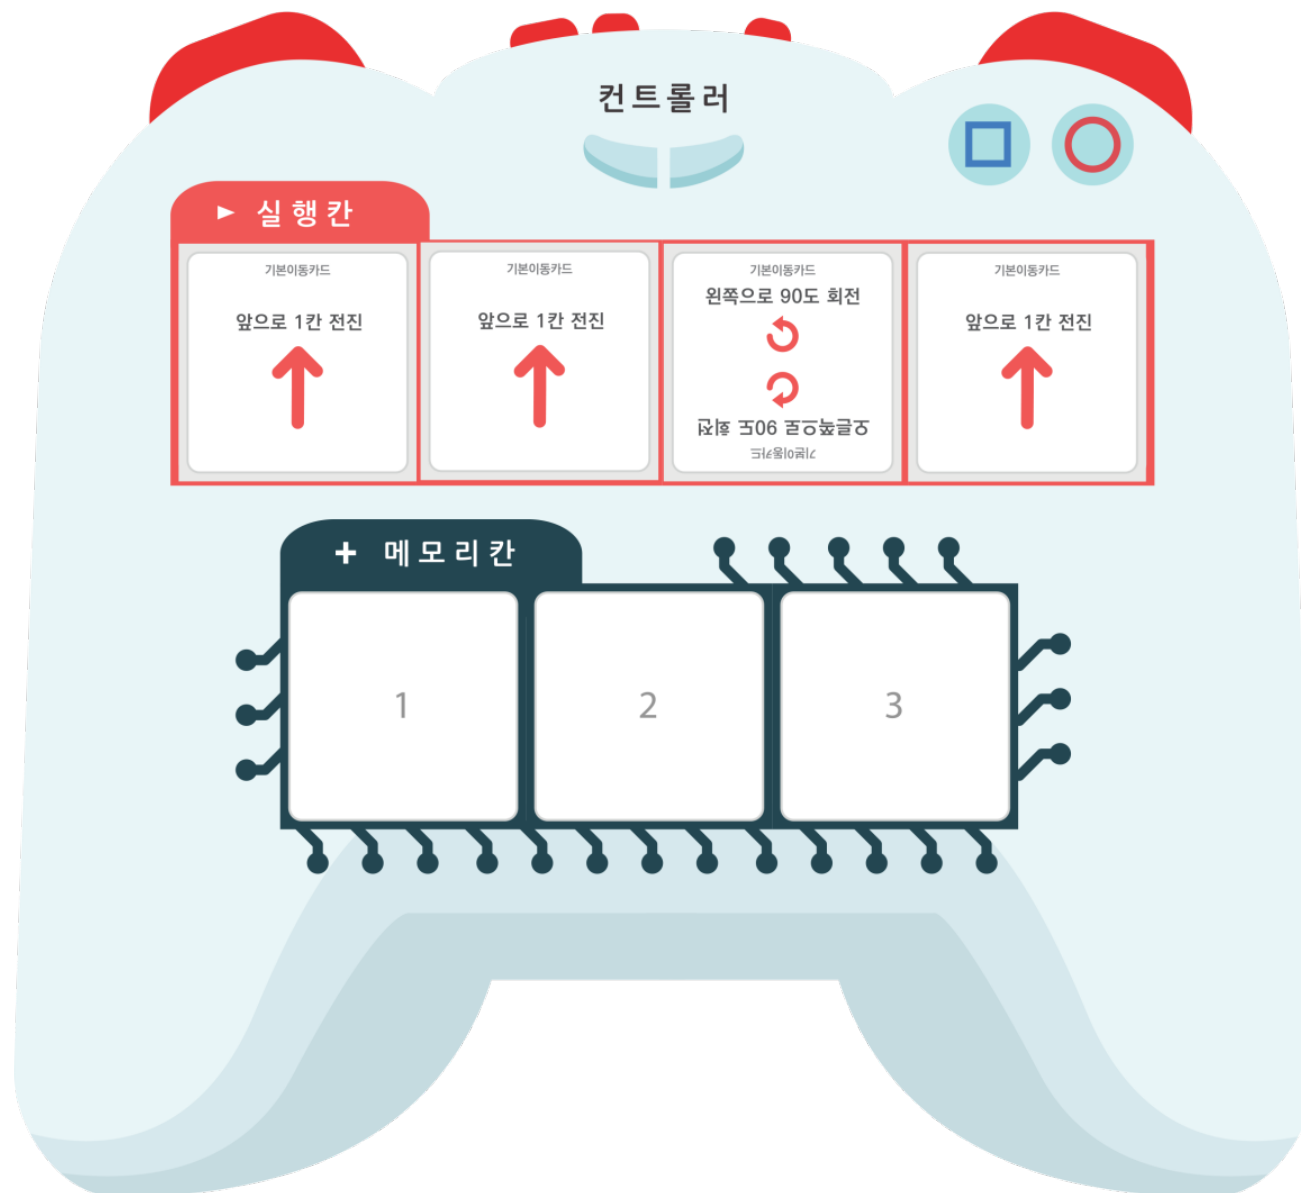 컨트롤러
► 실행칸
기본이동카드
앞으로 1칸 전진
기본이동카드
앞으로 1칸 전진
기본이동카드
왼쪽으로 90도 회전
오른쪽으로 90도 회전
기본이동카드
기본이동카드
앞으로 1칸 전진
+ 메모리칸
1
2
3